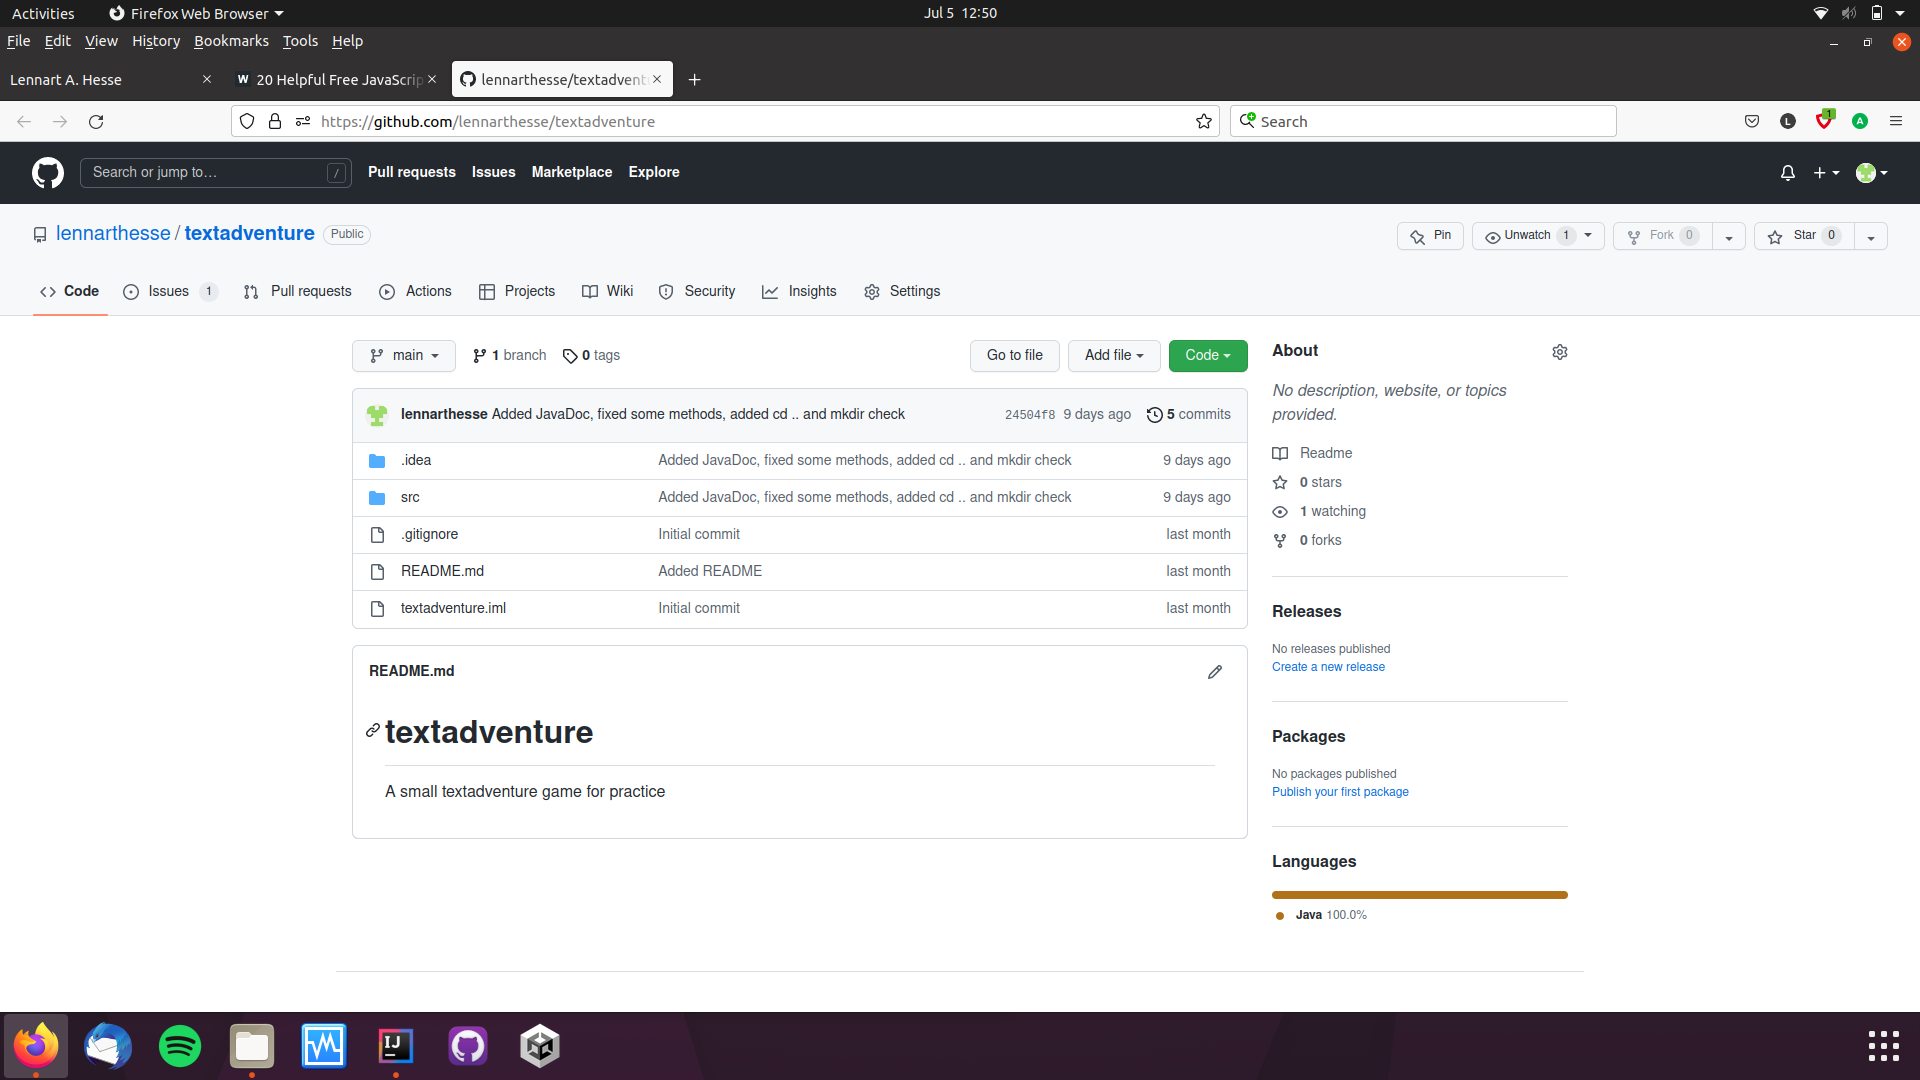 Activities Firefox Web Browser Jul 5 12:50
File Edit View History Bookmarks Tools Help
Lennart A. Hesse 20 Helpful Free JavaScrip lennarthesse/textadvent
https://github.com/lennarthesse/textadventure Search L 1 A
Search or jump to... / Pull requests Issues Marketplace Explore
lennarthesse / textadventure Public Pin Unwatch 1 Fork 0 Star 0
Code Issues 1 Pull requests Actions Projects Wiki Security Insights Settings
main 1 branch 0 tags Go to file Add file Code
lennarthesse Added JavaDoc, fixed some methods, added cd .. and mkdir check 24504f8 9 days ago 5 commits
.idea Added JavaDoc, fixed some methods, added cd .. and mkdir check 9 days ago
src Added JavaDoc, fixed some methods, added cd .. and mkdir check 9 days ago
.gitignore Initial commit last month
README.md Added README last month
textadventure.iml Initial commit last month
README.md
textadventure
A small textadventure game for practice
About
No description, website, or topics
provided.
Readme
0 stars
1 watching
0 forks
Releases
No releases published
Create a new release
Packages
No packages published
Publish your first package
Languages
Java 100.0%
IJ